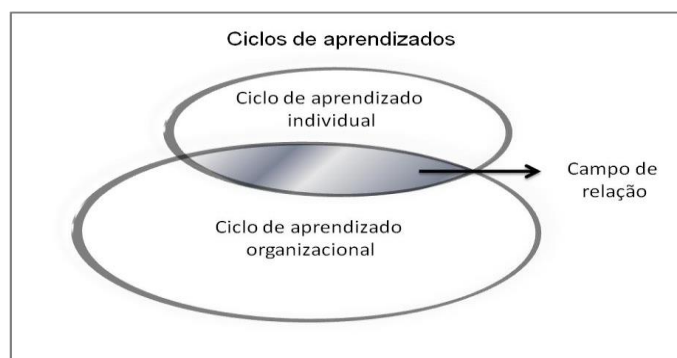 Ciclos de aprendizados
Ciclo de aprendizado
individual
Campo de
relação
Ciclo de aprendizado
organizacional